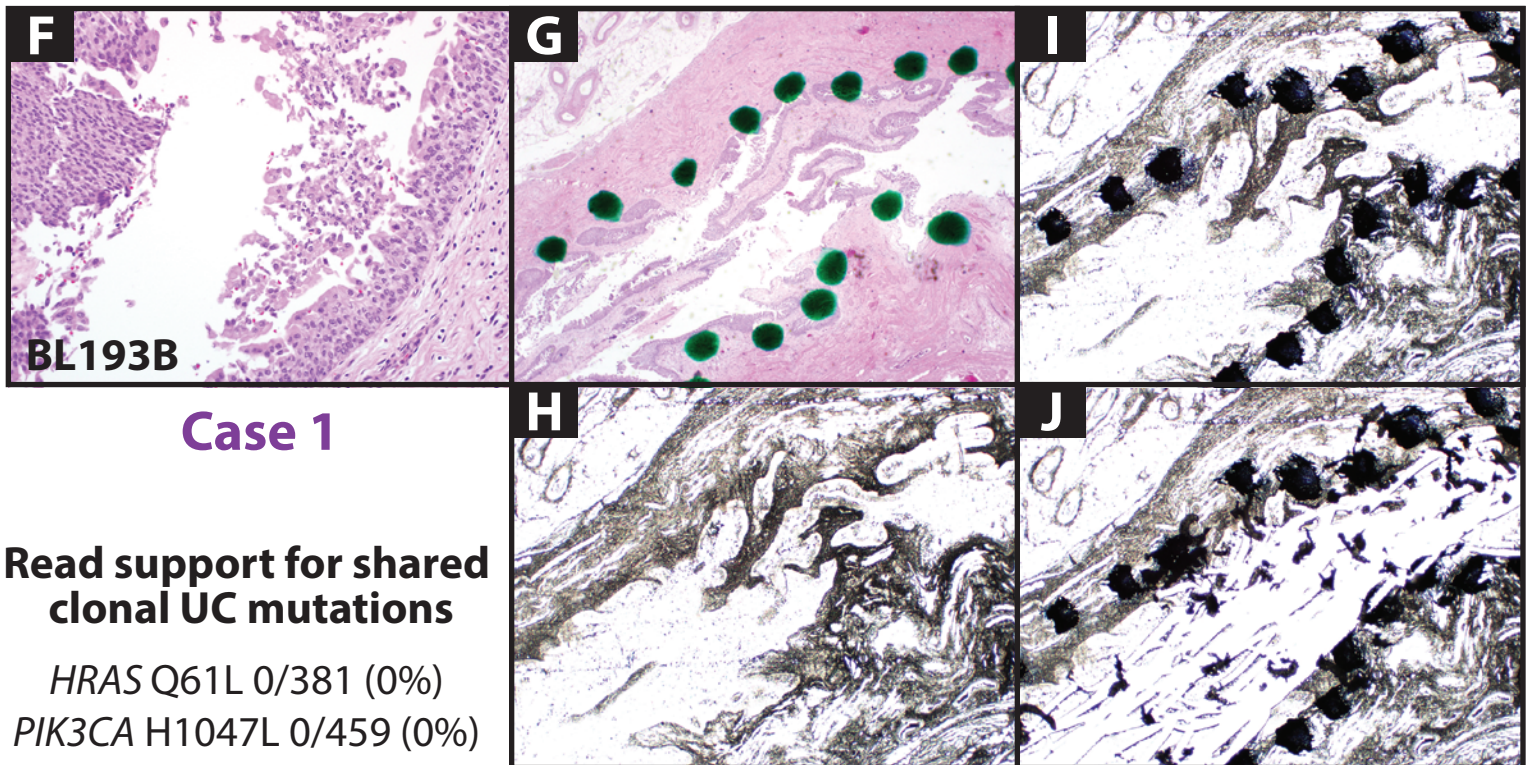 F
G
I
BL193B
Case 1
H
J
Read support for shared
clonal UC mutations
HRAS Q61L 0/381 (0%)
PIK3CA H1047L 0/459 (0%)